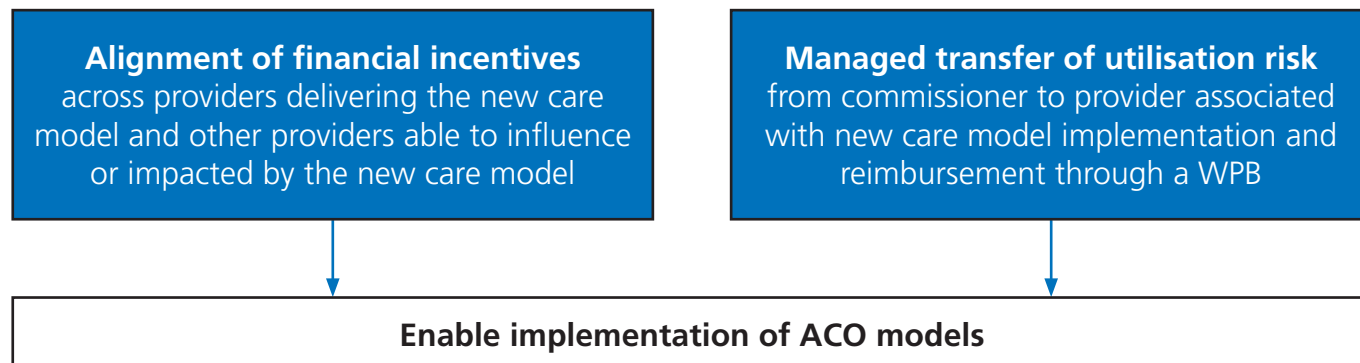 Alignment of financial incentives
across providers delivering the new care
model and other providers able to influence
or impacted by the new care model
Managed transfer of utilisation risk
from commissioner to provider associated
with new care model implementation and
reimbursement through a WPB
Enable implementation of ACO models